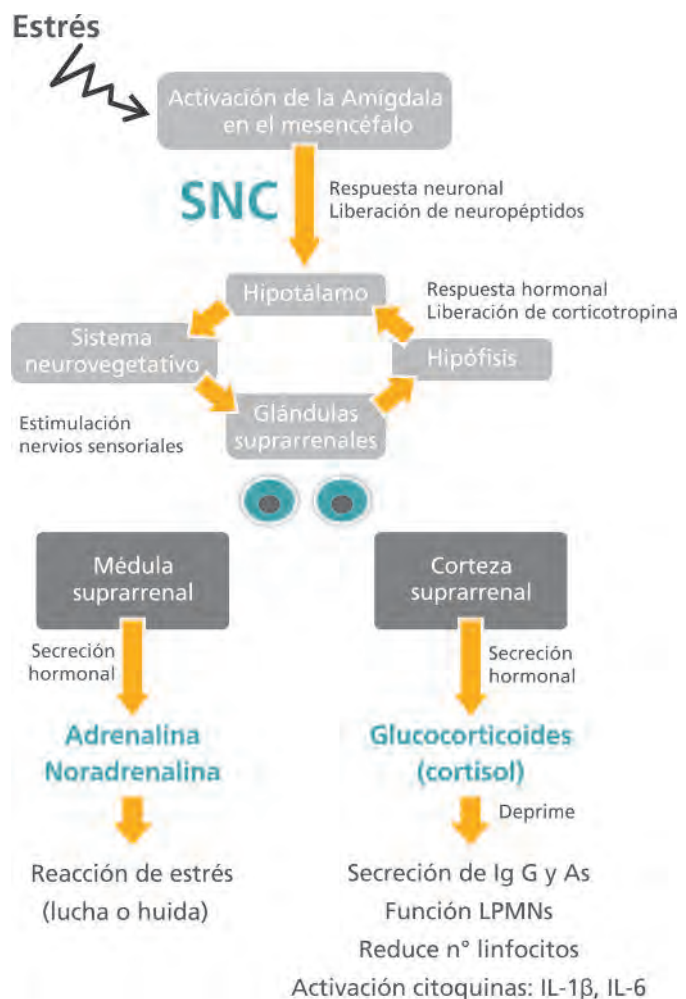 Estrés
Activación de la Amígdala
en el mesencéfalo
SNC
Respuesta neuronal
Liberación de neuropéptidos
Hipotálamo
Respuesta hormonal
Liberación de corticotropina
Sistema
neurovegetativo
Hipófisis
Estimulación
nervios sensoriales
Glándulas
suprarrenales
Médula
suprarrenal
Corteza
suprarrenal
Secreción
hormonal
Secreción
hormonal
Adrenalina
Noradrenalina
Glucocorticoides
(cortisol)
Deprime
Reacción de estrés
(lucha o huida)
Secreción de Ig G y As
Función LPMNs
Reduce n° linfocitos
Activación citoquinas: IL-1β, IL-6